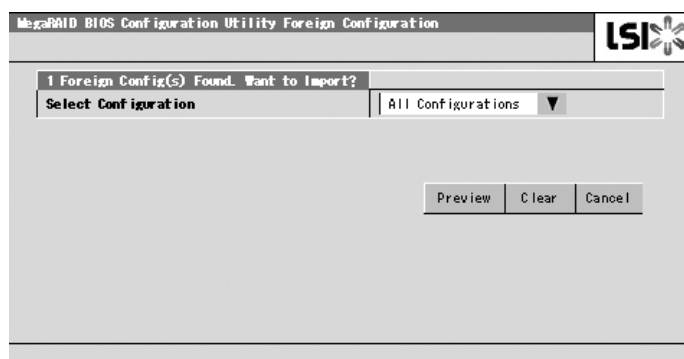 MegaRAID BIOS Configuration Utility Foreign Configuration
LSI
1 Foreign Config(s) Found. Want to Import?
Select Configuration
All Configurations
Preview Clear Cancel